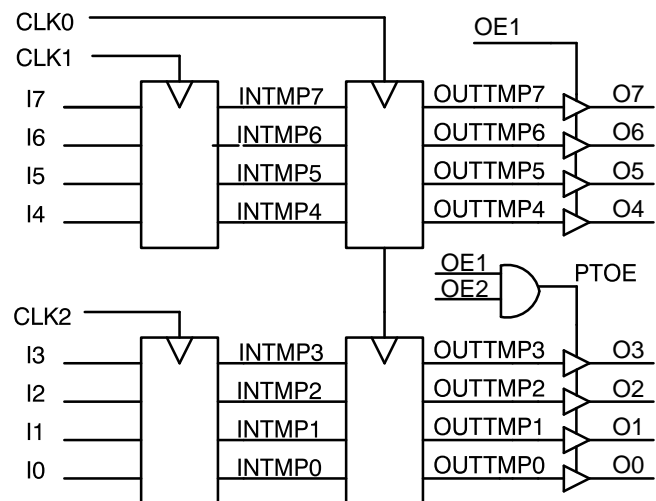 CLK0
OE1
CLK1
I7 INTMP7 OUTTMP7 O7
I6 INTMP6 OUTTMP6 O6
I5 INTMP5 OUTTMP5 O5
I4 INTMP4 OUTTMP4 O4
OE1
PTOE
OE2
CLK2
I3 INTMP3 OUTTMP3 O3
I2 INTMP2 OUTTMP2 O2
I1 INTMP1 OUTTMP1 O1
I0 INTMP0 OUTTMP0 O0